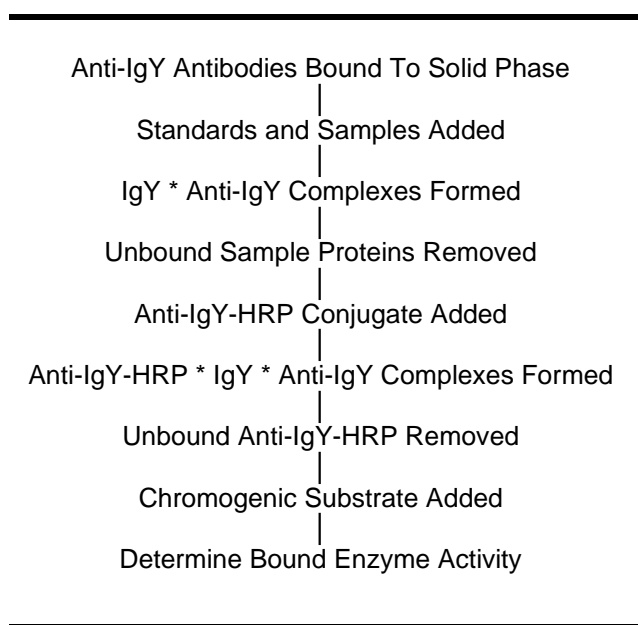 Anti-IgY Antibodies Bound To Solid Phase
Standards and Samples Added
IgY * Anti-IgY Complexes Formed
Unbound Sample Proteins Removed
Anti-IgY-HRP Conjugate Added
Anti-IgY-HRP * IgY * Anti-IgY Complexes Formed
Unbound Anti-IgY-HRP Removed
Chromogenic Substrate Added
Determine Bound Enzyme Activity